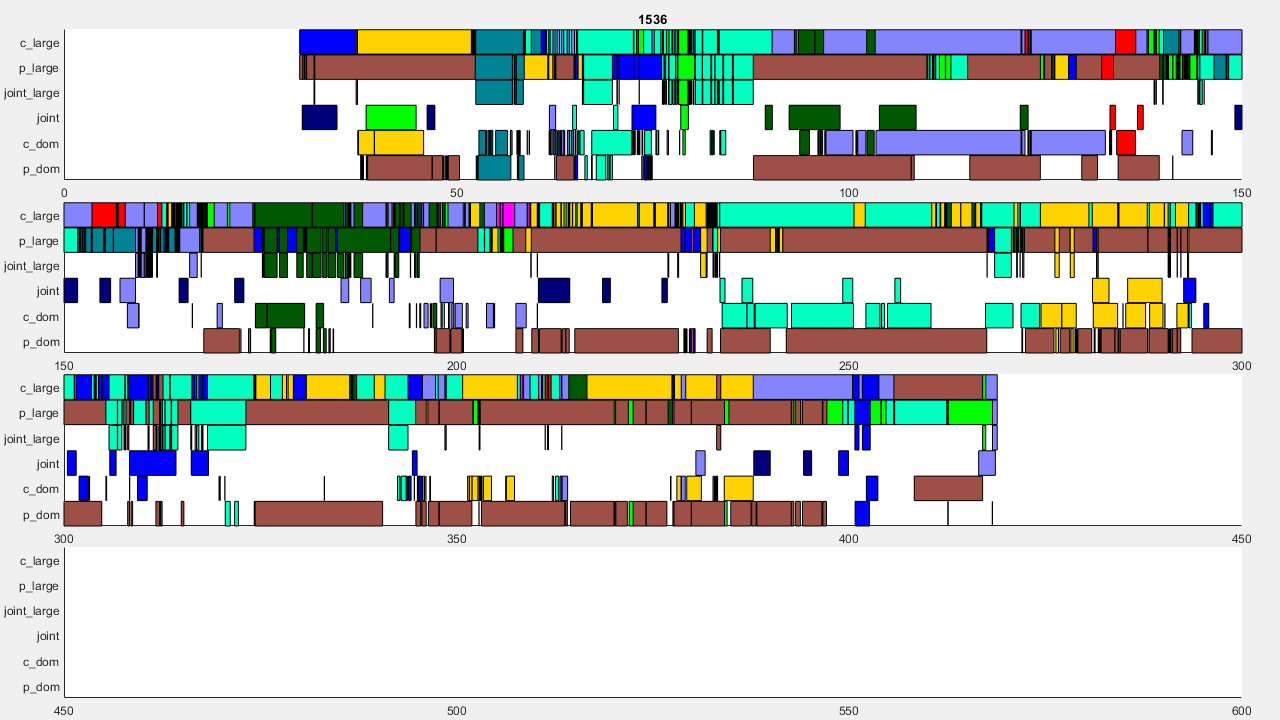 1536
c_large
p_large
joint_large
joint
c_dom
p_dom
0 50 100 150
c_large
p_large
joint_large
joint
c_dom
p_dom
150 200 250 300
c_large
p_large
joint_large
joint
c_dom
p_dom
300 350 400 450
c_large
p_large
joint_large
joint
c_dom
p_dom
450 500 550 600